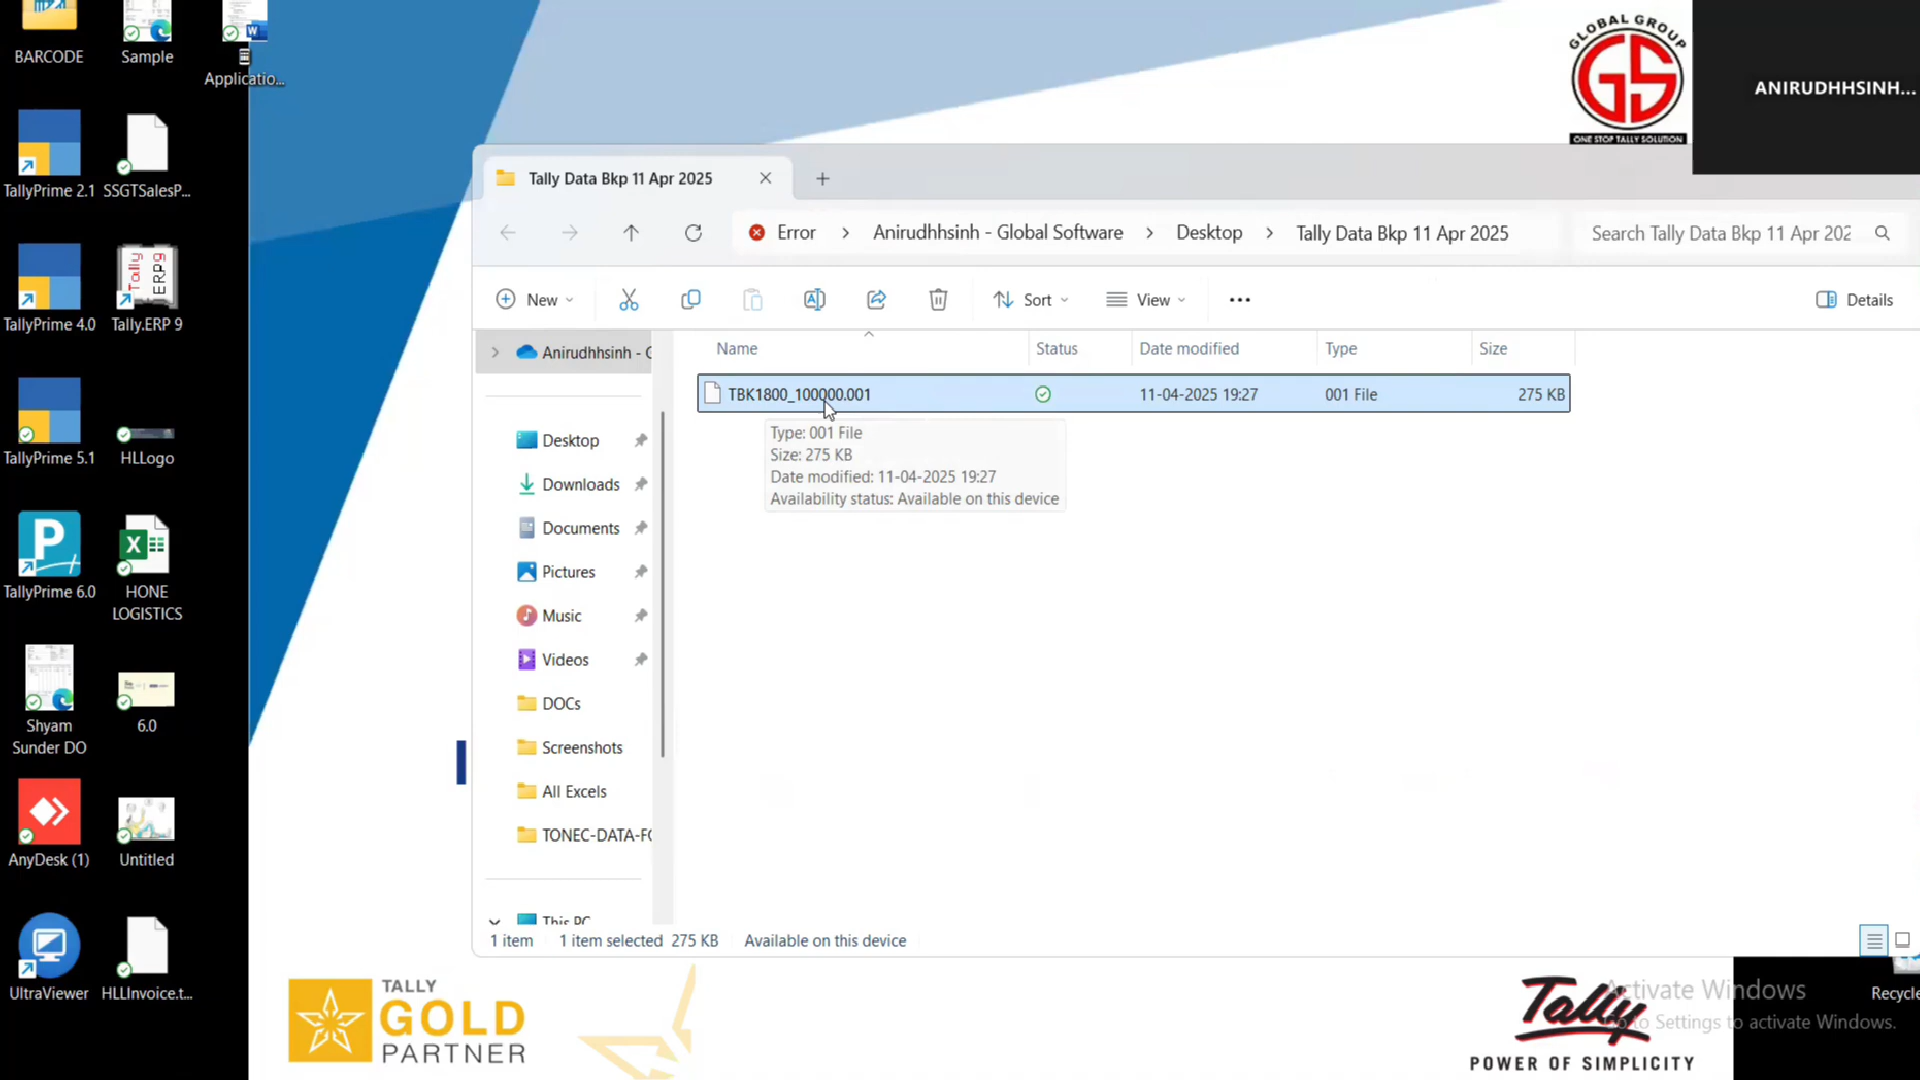 BARCODE
Sample
Applicatio...
TallyPrime 2.1
SSGTSalesP...
TallyPrime 4.0
Tally.ERP 9
TallyPrime 5.1
HLLogo
TallyPrime 6.0
HONE
LOGISTICS
Shyam
Sunder IDO
6.0
AnyDesk (1)
Untitled
UltraViewer
HLLInvoice.t...
GLOBAL GROUP
GS
ONE STOP TALLY SOLUTION
ANIRUDHHSINH...
Tally Data Bkp 11 Apr 2025
Error > Anirudhhsinh - Global Software > Desktop > Tally Data Bkp 11 Apr 2025
Search Tally Data Bkp 11 Apr 202
New
Sort
View
Details
Anirudhhsinh - G
Desktop
Downloads
Documents
Pictures
Music
Videos
DOCs
Screenshots
All Excels
TONEC-DATA-FO
This PC
Name Status Date modified Type Size
TBK1800_100000.001 11-04-2025 19:27 001 File 275 KB
Type: 001 File
Size: 275 KB
Date modified: 11-04-2025 19:27
Availability status: Available on this device
1 item 1 item selected 275 KB Available on this device
TALLY
GOLD
PARTNER
Tally
POWER OF SIMPLICITY
Activate Windows
Go to Settings to activate Windows.
Recycle